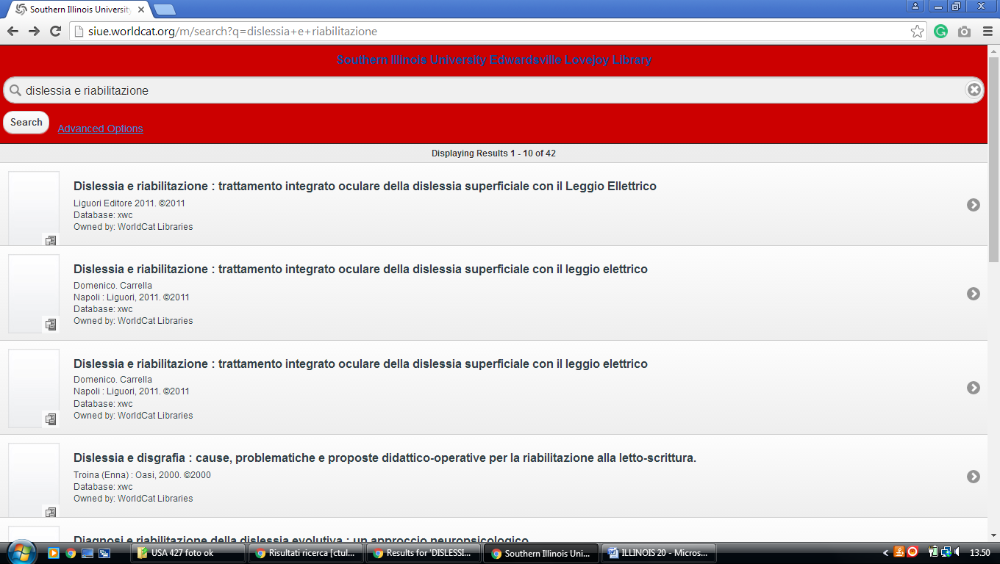 Southern Illinois University
siue.worldcat.org/m/search?q=dislessia+e+riabilitazione
Southern Illinois University Edwardsville Lovejoy Library
dislessia e riabilitazione
Search
Advanced Options
Displaying Results 1 - 10 of 42
Dislessia e riabilitazione : trattamento integrato oculare della dislessia superficiale con il Leggio Ellettrico
Liguori Editore 2011. ©2011
Database: xwc
Owned by: WorldCat Libraries
Dislessia e riabilitazione : trattamento integrato oculare della dislessia superficiale con il leggio elettrico
Domenico. Carrella
Napoli : Liguori, 2011. ©2011
Database: xwc
Owned by: WorldCat Libraries
Dislessia e riabilitazione : trattamento integrato oculare della dislessia superficiale con il leggio elettrico
Domenico. Carrella
Napoli : Liguori, 2011. ©2011
Database: xwc
Owned by: WorldCat Libraries
Dislessia e disgrafia : cause, problematiche e proposte didattico-operative per la riabilitazione alla letto-scrittura.
Troina (Enna) : Oasi, 2000. ©2000
Database: xwc
Owned by: WorldCat Libraries
Diagnosi e riabilitazione della dislessia evolutiva : un approccio neuropsicologico
USA 427 foto ok
Risultati ricerca [ctul...
Results for 'DISLESSI...
Southern Illinois Uni...
ILLINOIS 20 - Micros...
13.50